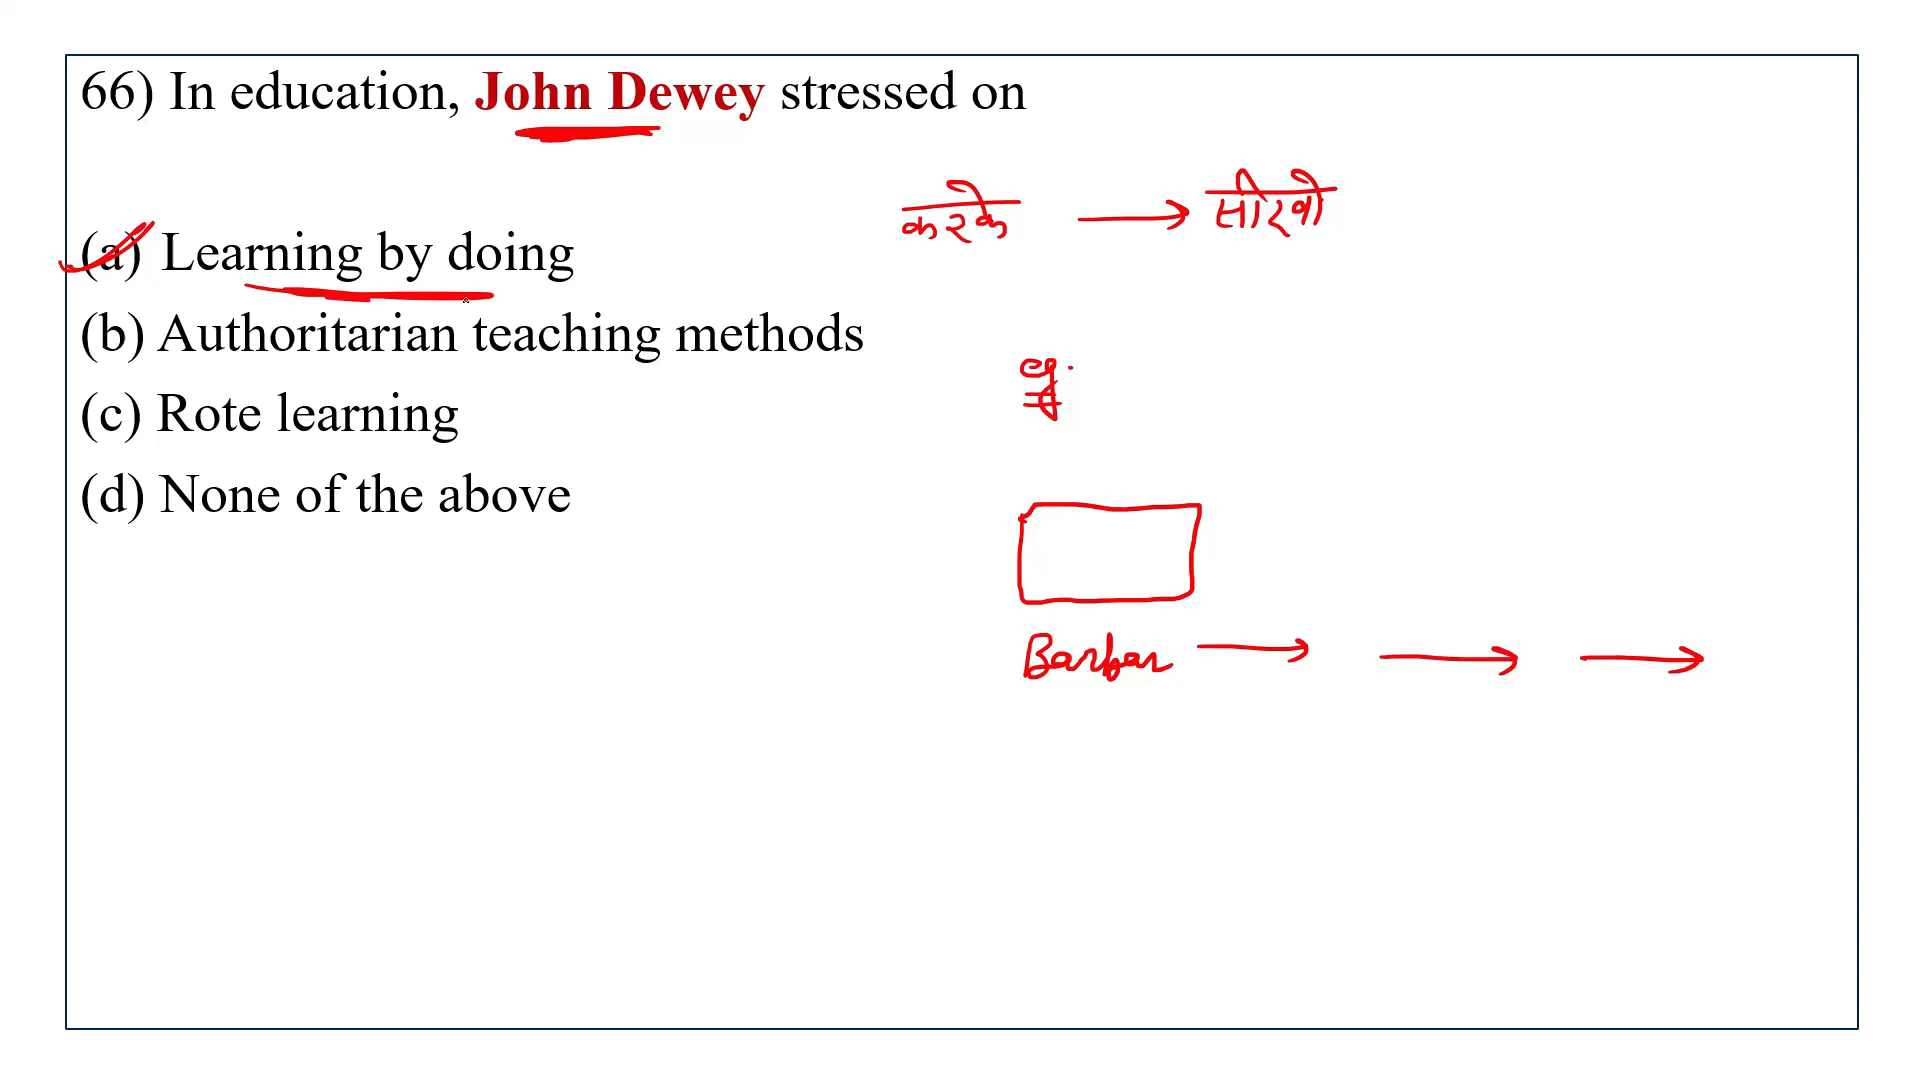 66) In education, John Dewey stressed on
करके → सीखो
(a) Learning by doing
(b) Authoritarian teaching methods
eg.
(c) Rote learning
(d) None of the above
Barbar → → →